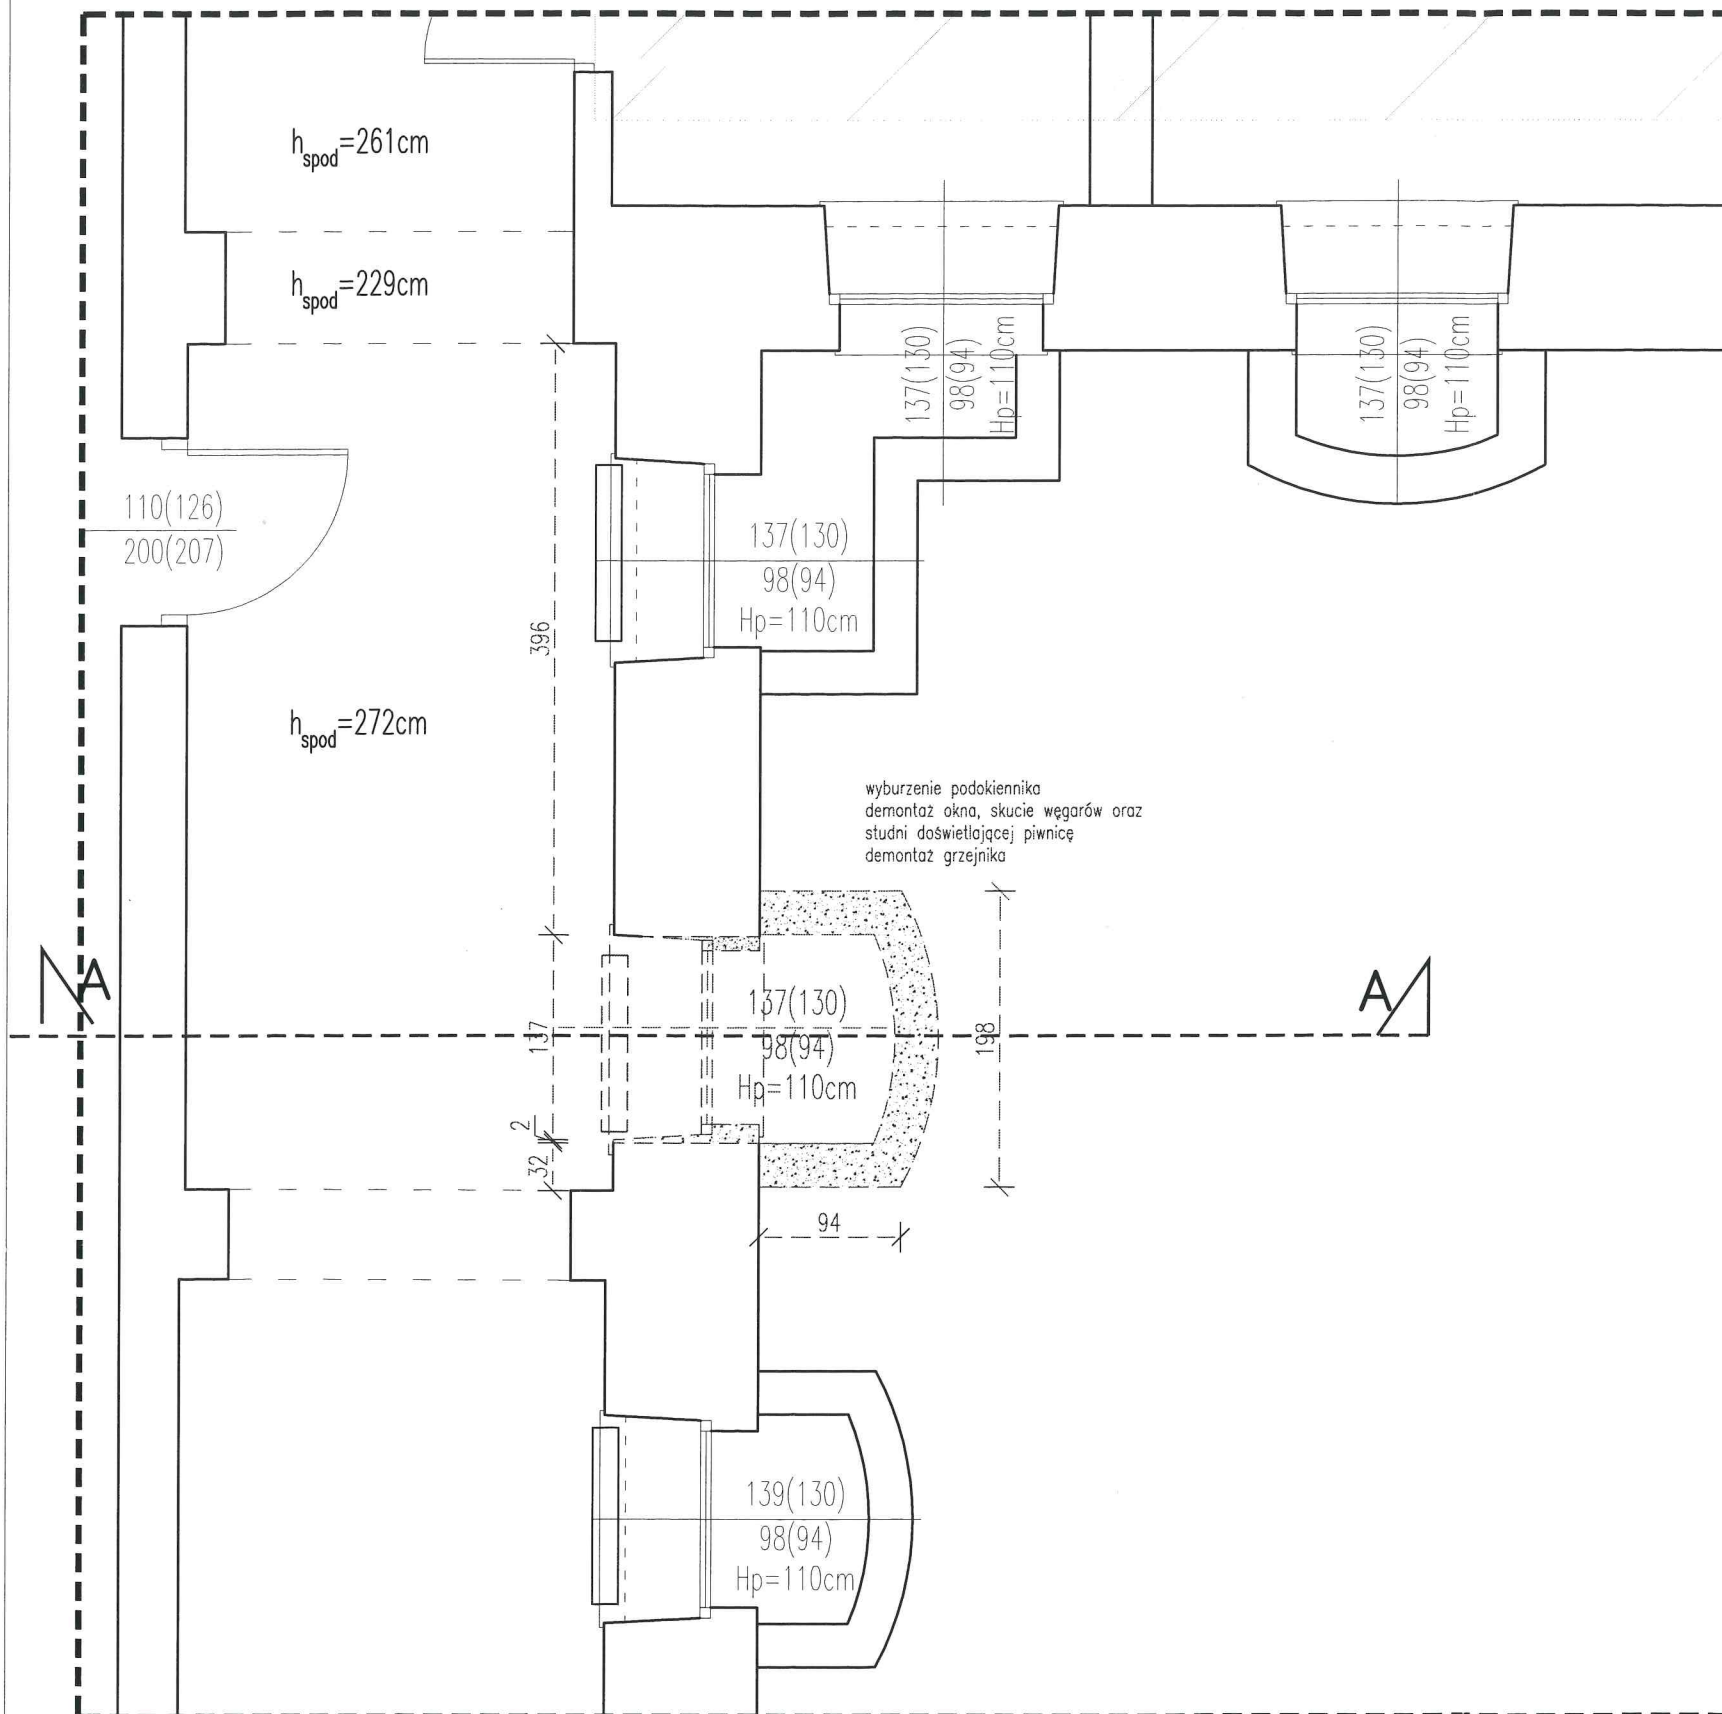 h_spod=261cm
h_spod=229cm
137(130)
98(94)
Hp=110cm
137(130)
98(94)
Hp=110cm
110(126)
200(207)
137(130)
98(94)
Hp=110cm
396
h_spod=272cm
wyburzenie podokiennika
demontaż okna, skucie węgarów oraz
studni doświetlającej piwnicę
demontaż grzejnika
A
A
137(130)
98(94)
Hp=110cm
137
198
2
32
94
139(130)
98(94)
Hp=110cm